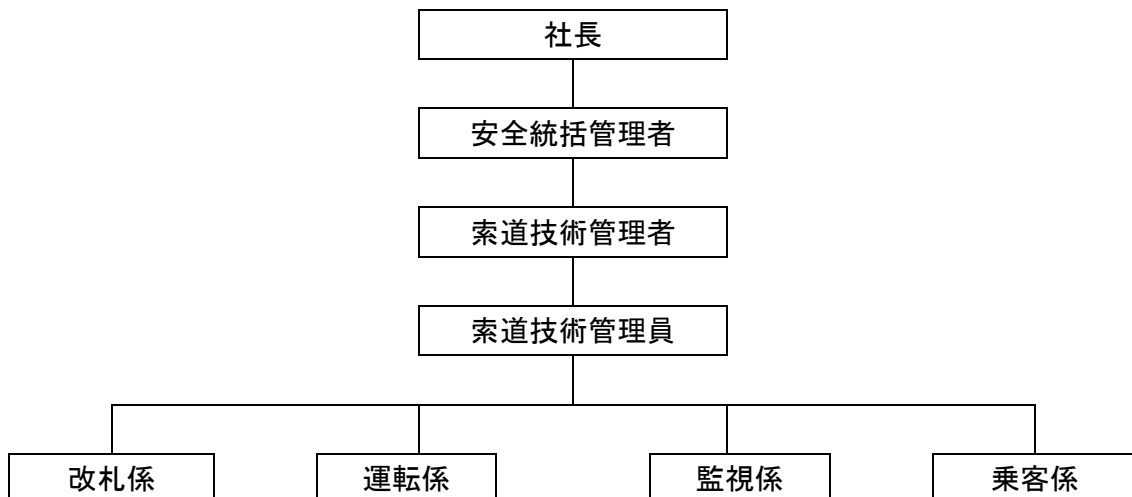 社長
安全統括管理者
索道技術管理者
索道技術管理員
改札係
運転係
監視係
乗客係